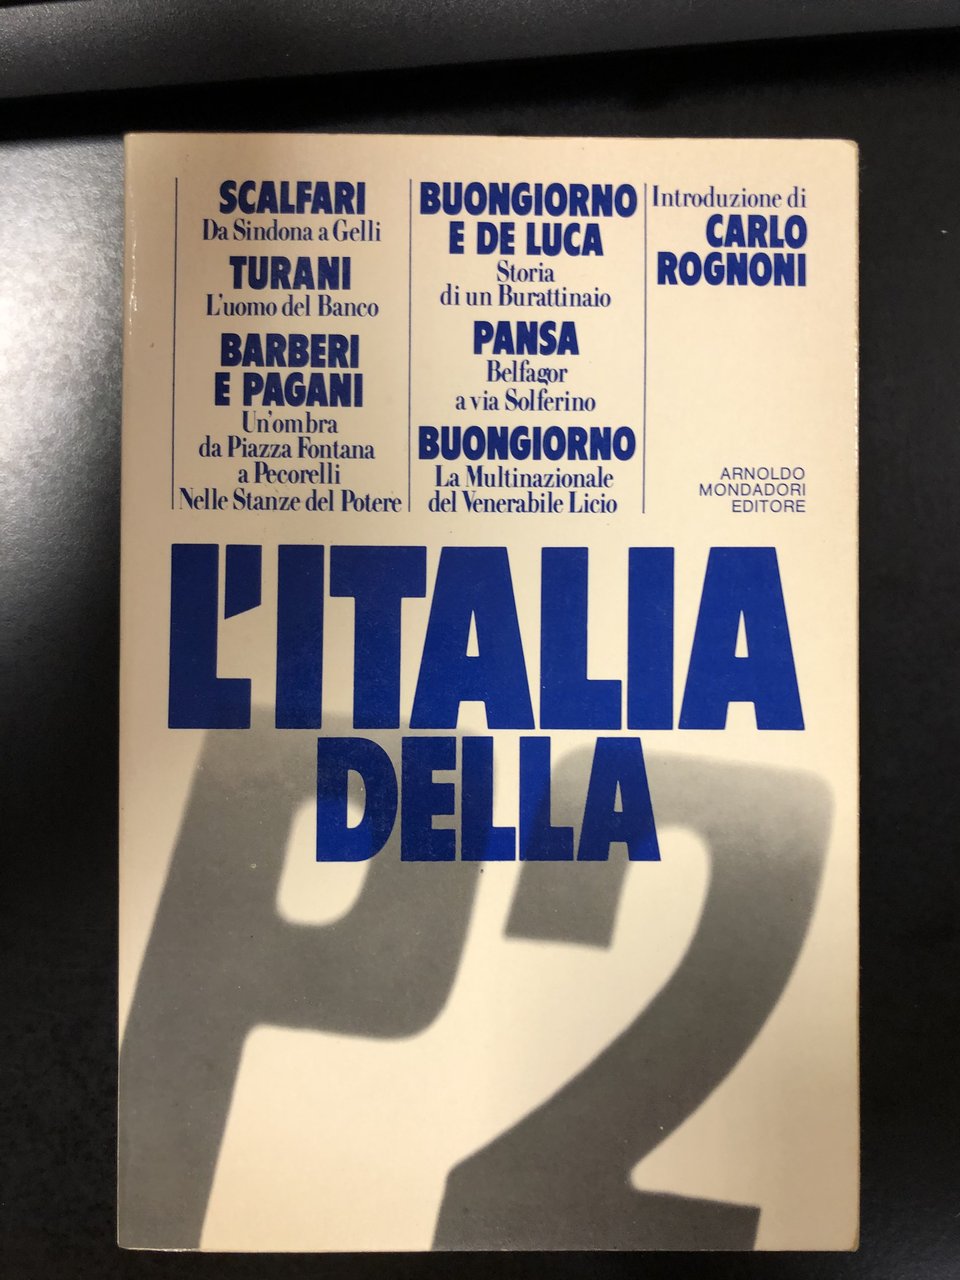 SCALFARI
Da Sindona a Gelli
TURANI
L'uomo del Banco
BARBERI
E PAGANI
Un'ombra
da Piazza Fontana
a Pecorelli
Nelle Stanze del Potere
BUONGIORNO
E DE LUCA
Storia
di un Burattinaio
PANSA
Belfagor
a via Solferino
BUONGIORNO
La Multinazionale
del Venerabile Licio
Introduzione di
CARLO
ROGNONI
ARNOLDO
MONDADORI
EDITORE
L'ITALIA
DELLA
P2